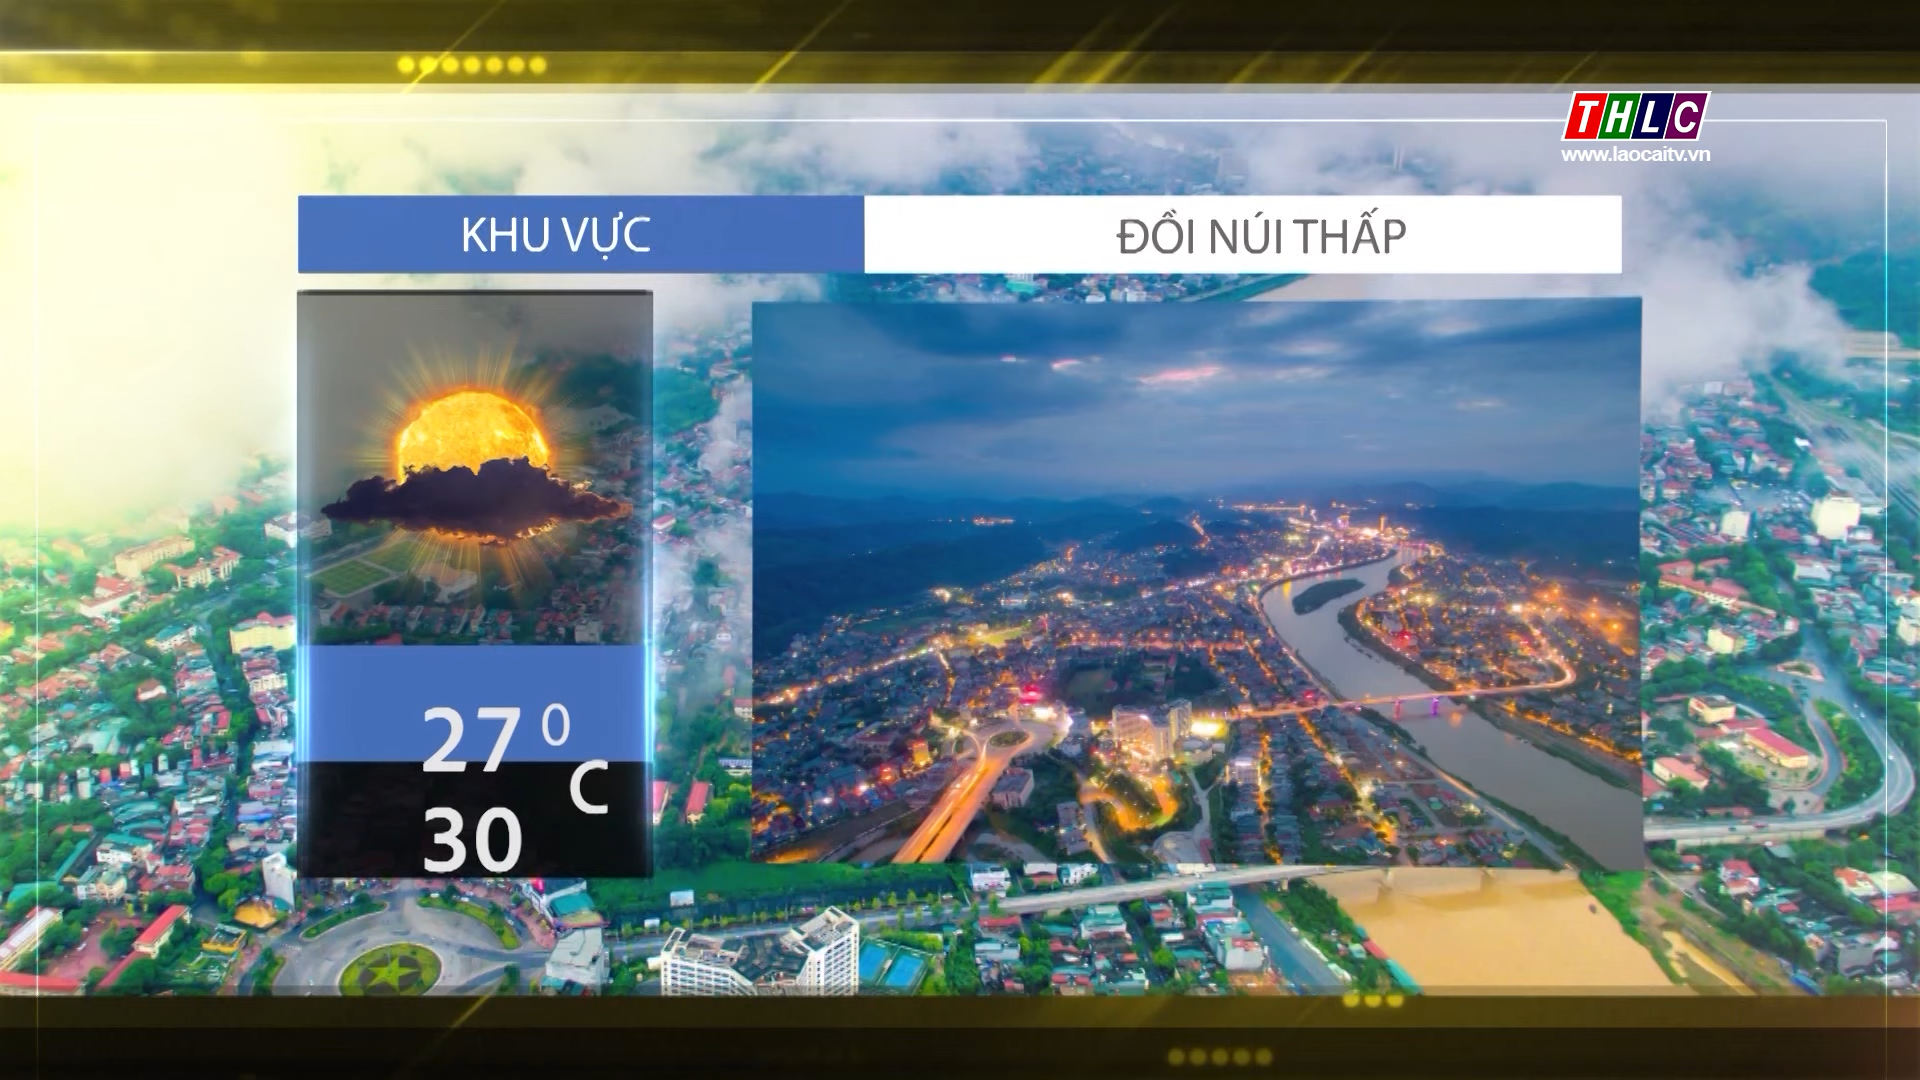 THLC
www.laocaitv.vn
KHU VỰC
ĐỒI NÚI THẤP
27 0
C
30